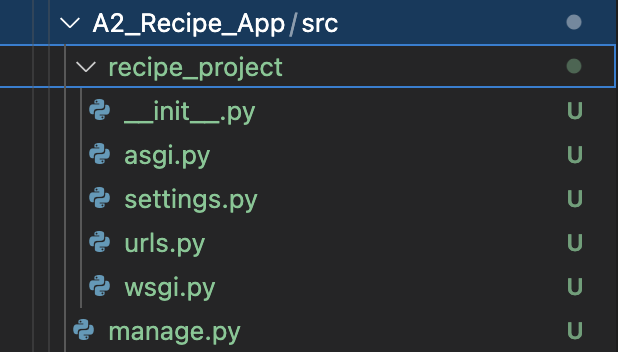 A2_Recipe_App/src
recipe_project
__init__.py U
asgi.py U
settings.py U
urls.py U
wsgi.py U
manage.py U